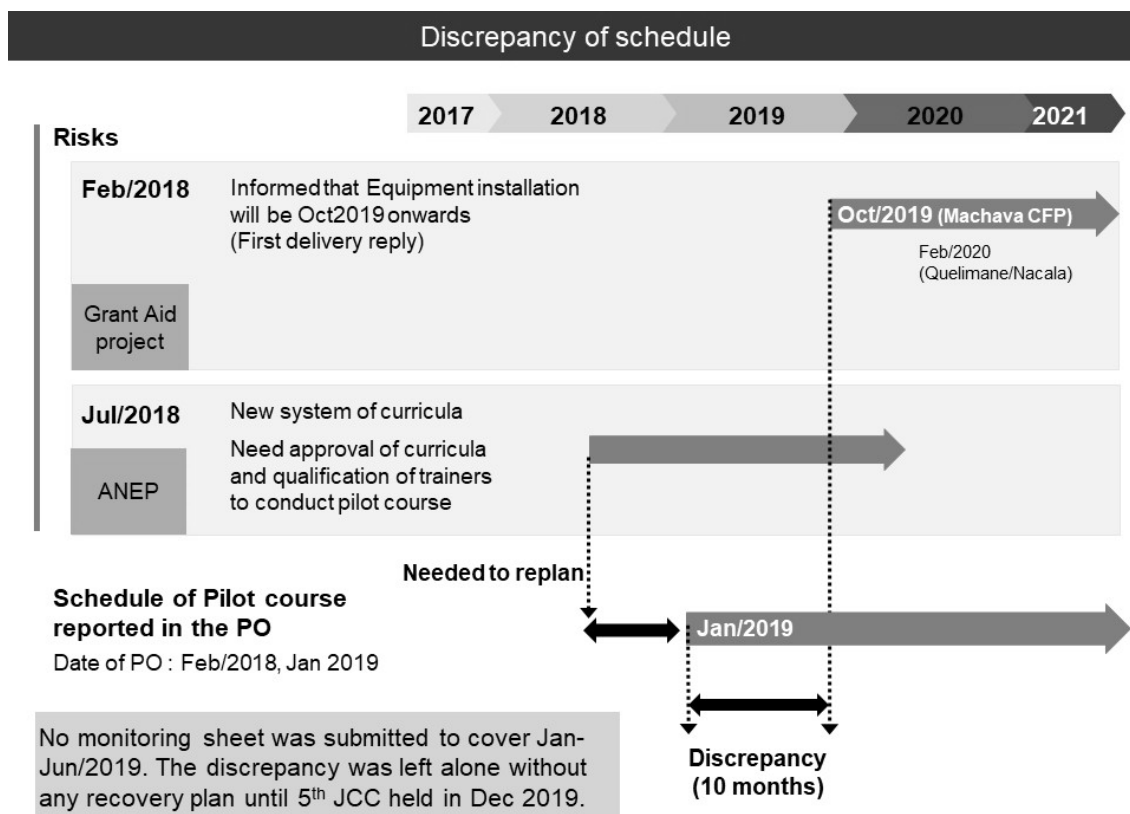 Discrepancy of schedule
2017
2018
2019
2020
2021
Risks
Feb/2018
Informed that Equipment installation
will be Oct2019 onwards
(First delivery reply)
Oct/2019 (Machava CFP)
Feb/2020
(Quelimane/Nacala)
Grant Aid
project
Jul/2018
New system of curricula
Need approval of curricula
and qualification of trainers
to conduct pilot course
ANEP
Needed to replan
Schedule of Pilot course
reported in the PO
Date of PO : Feb/2018, Jan 2019
Jan/2019
Discrepancy
(10 months)
No monitoring sheet was submitted to cover Jan-
Jun/2019. The discrepancy was left alone without
any recovery plan until 5th JCC held in Dec 2019.